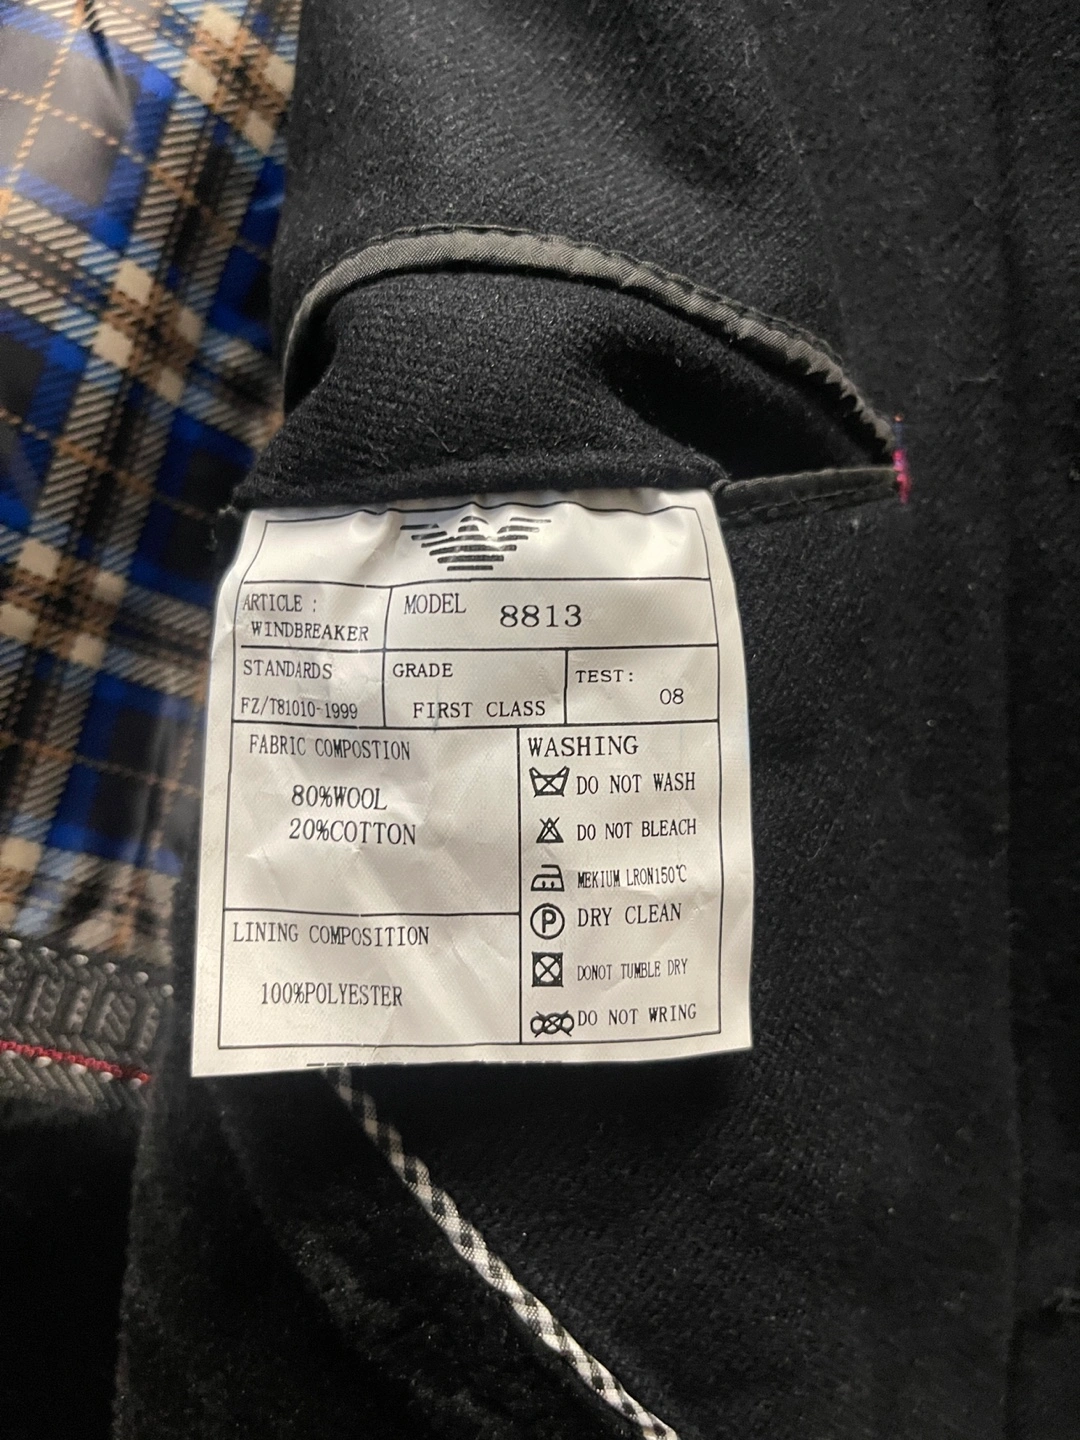 ARTICLE :
WINDBREAKER
MODEL 8813
STANDARDS
FZ/T81010-1999
GRADE
FIRST CLASS
TEST:
08
FABRIC COMPOSTION
80%WOOL
20%COTTON
LINING COMPOSITION
100%POLYESTER
WASHING
DO NOT WASH
DO NOT BLEACH
MEKIUM LRON150℃
P DRY CLEAN
DONOT TUMBLE DRY
DO NOT WRING